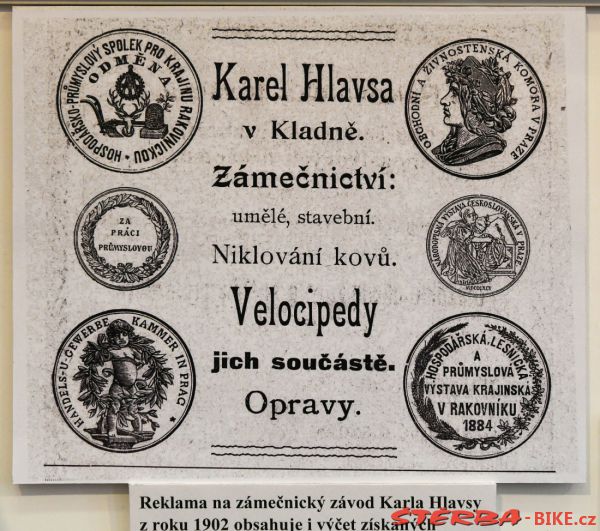 HOSPODÁŘSKO-PRŮMYSLOVÝ SPOLEK PRO KRAJINU RAKOVNICKOU
ODMĚNA
OBCHODNÍ A ŽIVNOSTENSKÁ KOMORA V PRAZE
Karel Hlavsa
v Kladně.
Zámečnictví:
umělé, stavební.
Niklování kovů.
Velocipedy
jich součástě.
Opravy.
ZA
PRÁCI
PRŮMYSLOVOU
NÁRODOPISNÁ VÝSTAVA ČESKOSLOVANSKÁ V PRAZE
HANDELS-U-GEWERBE KAMMER IN PRAG
HOSPODÁŘSKÁ, LESNICKÁ
A
PRŮMYSLOVÁ
VÝSTAVA KRAJINSKÁ
V RAKOVNÍKU
1884
Reklama na zámečnický závod Karla Hlavsy
z roku 1902 obsahuje i výčet získaných
STERBA-BIKE.cz